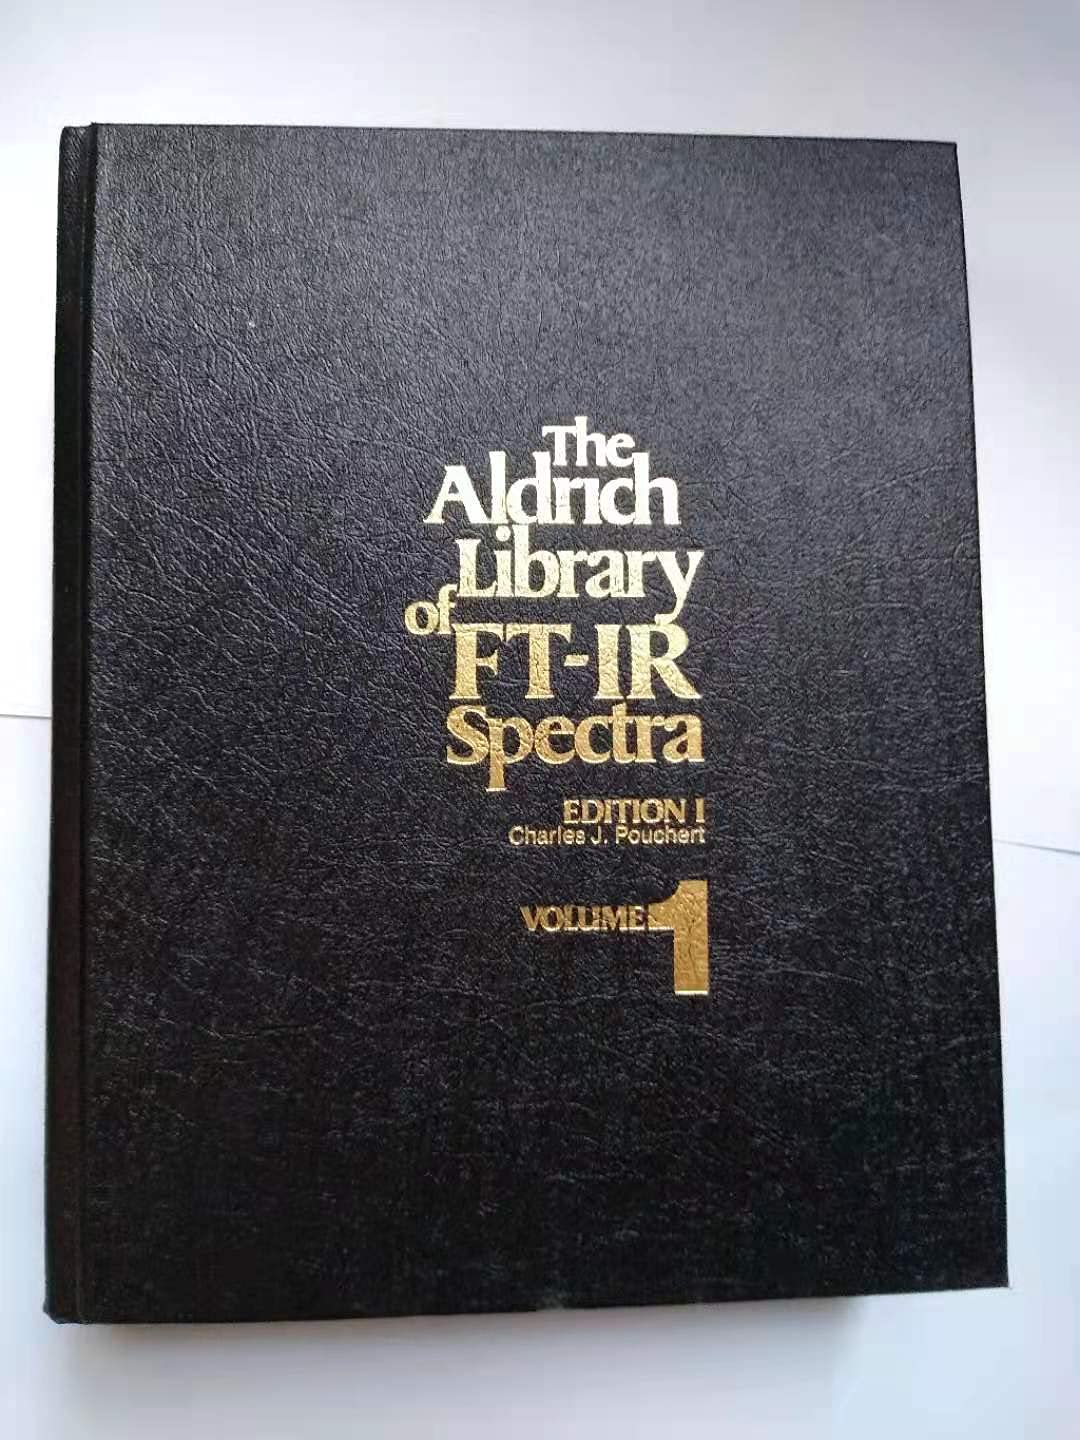 The
Aldrich
Library
of
FT-IR
Spectra
EDITION I
Charles J. Pouchert
VOLUME 1